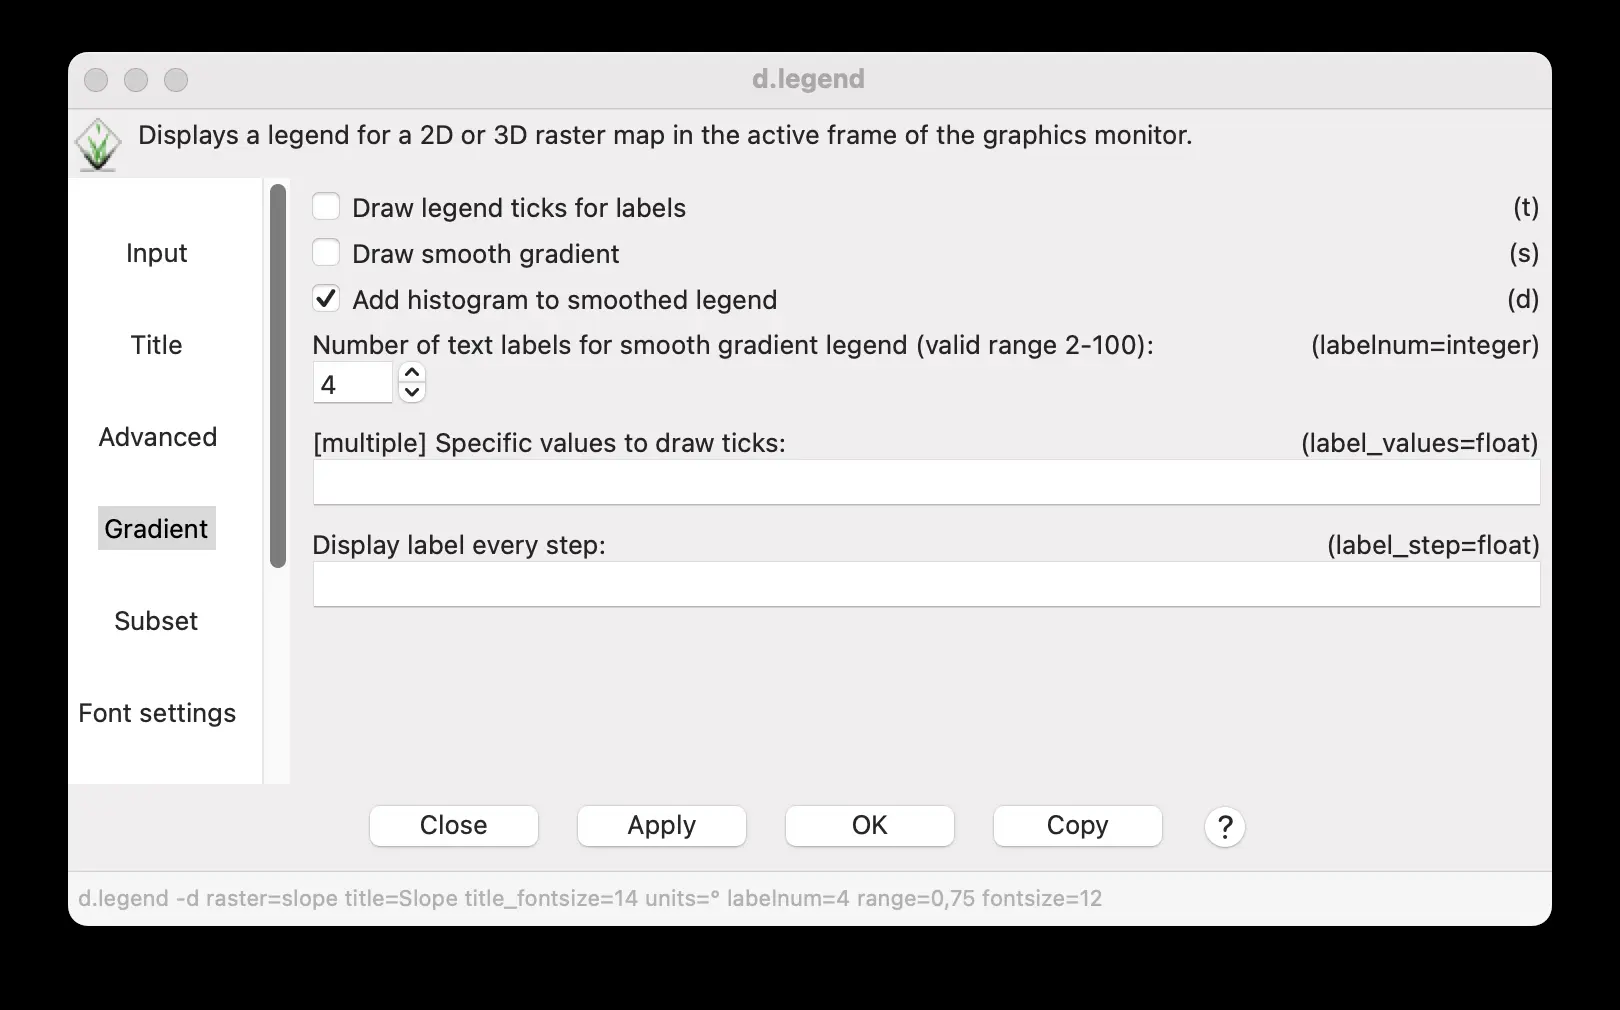 d.legend
Displays a legend for a 2D or 3D raster map in the active frame of the graphics monitor.
Input
Title
Advanced
Gradient
Subset
Font settings
Draw legend ticks for labels (t)
Draw smooth gradient (s)
Add histogram to smoothed legend (d)
Number of text labels for smooth gradient legend (valid range 2-100): (labelnum=integer)
4
[multiple] Specific values to draw ticks: (label_values=float)
Display label every step: (label_step=float)
Close Apply OK Copy ?
d.legend -d raster=slope title=Slope title_fontsize=14 units=° labelnum=4 range=0,75 fontsize=12